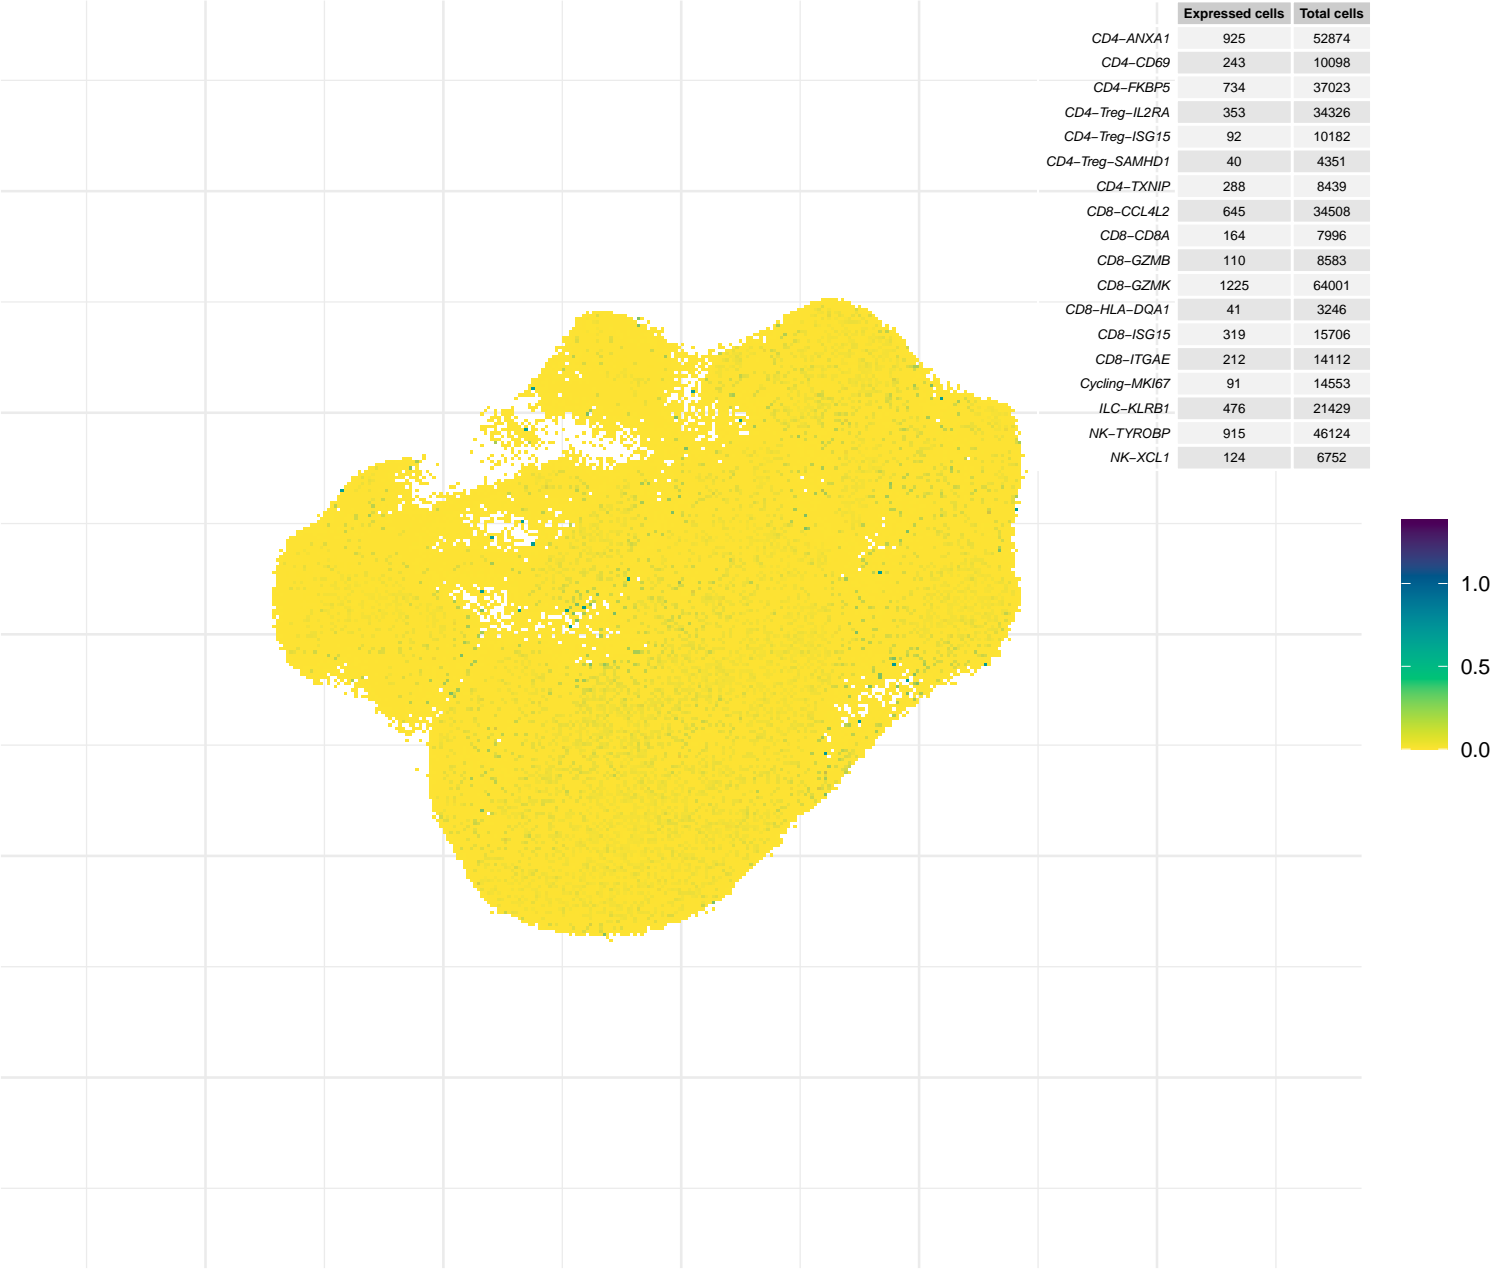 Expressed cells Total cells
CD4−ANXA1 925 52874
CD4−CD69 243 10098
CD4−FKBP5 734 37023
CD4−Treg−IL2RA 353 34326
CD4−Treg−ISG15 92 10182
CD4−Treg−SAMHD1 40 4351
CD4−TXNIP 288 8439
CD8−CCL4L2 645 34508
CD8−CD8A 164 7996
CD8−GZMB 110 8583
CD8−GZMK 1225 64001
CD8−HLA−DQA1 41 3246
CD8−ISG15 319 15706
CD8−ITGAE 212 14112
Cycling−MKI67 91 14553
ILC−KLRB1 476 21429
NK−TYROBP 915 46124
NK−XCL1 124 6752
1.0
0.5
0.0